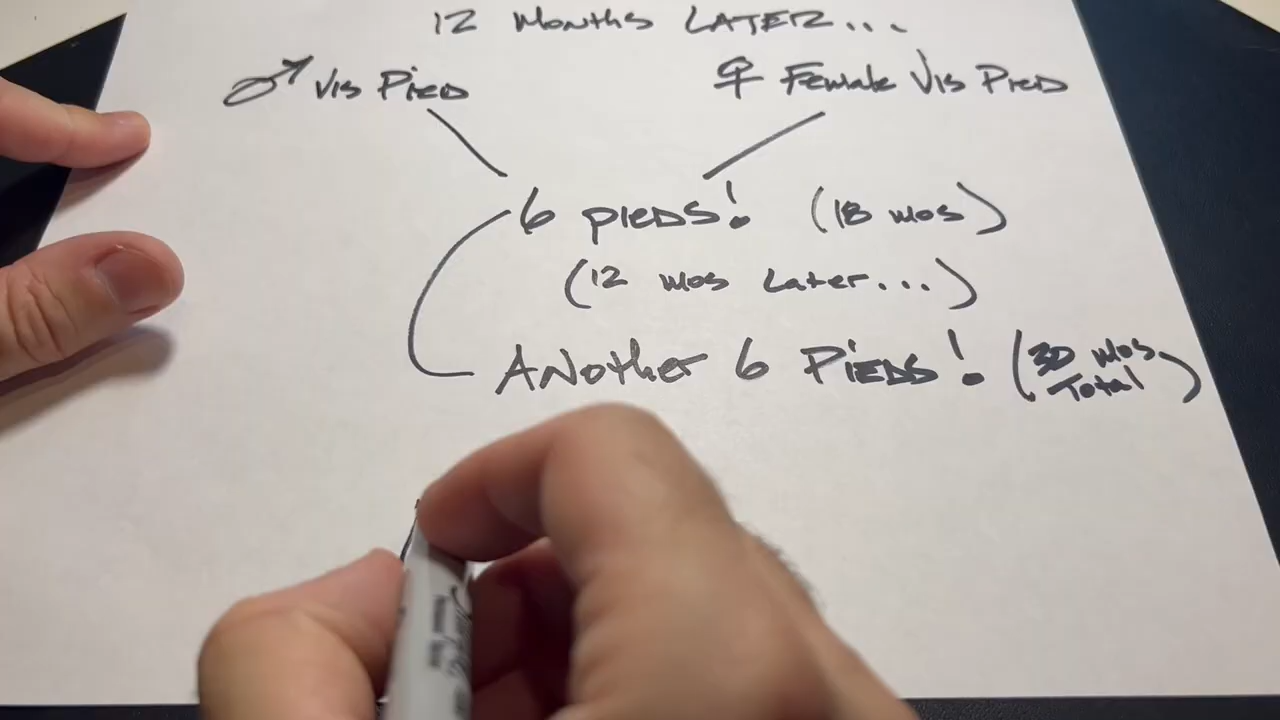 12 Months LATER...
♂ Vis Pied ♀ Female Vis Pied
6 PIEDS! (18 mos)
(12 mos Later...)
Another 6 PIEDS! (30 mos Total)